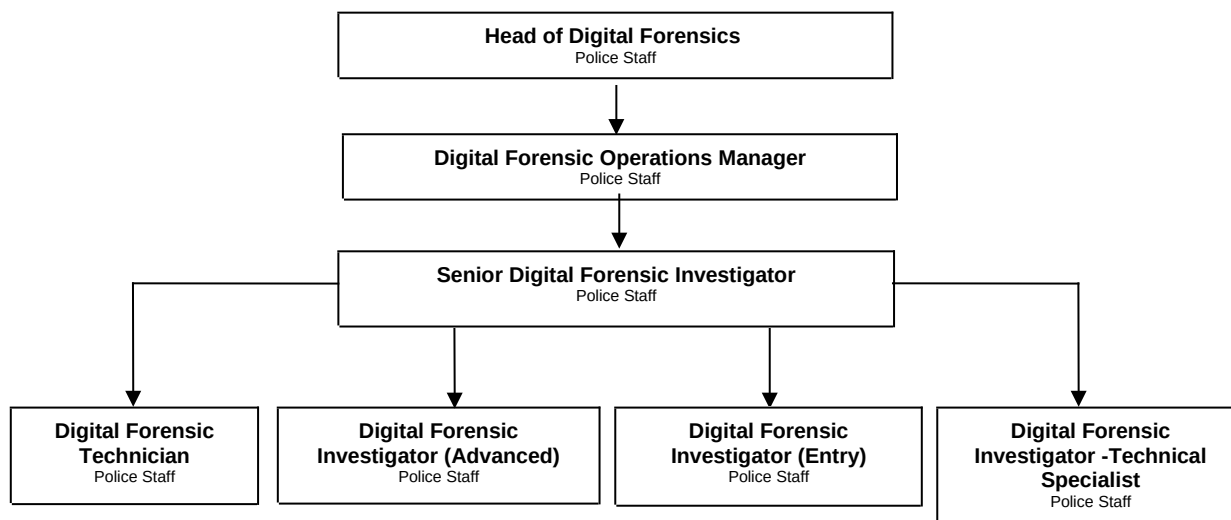 Head of Digital Forensics
Police Staff
Digital Forensic Operations Manager
Police Staff
Senior Digital Forensic Investigator
Police Staff
Digital Forensic
Technician
Police Staff
Digital Forensic
Investigator (Advanced)
Police Staff
Digital Forensic
Investigator (Entry)
Police Staff
Digital Forensic
Investigator -Technical
Specialist
Police Staff